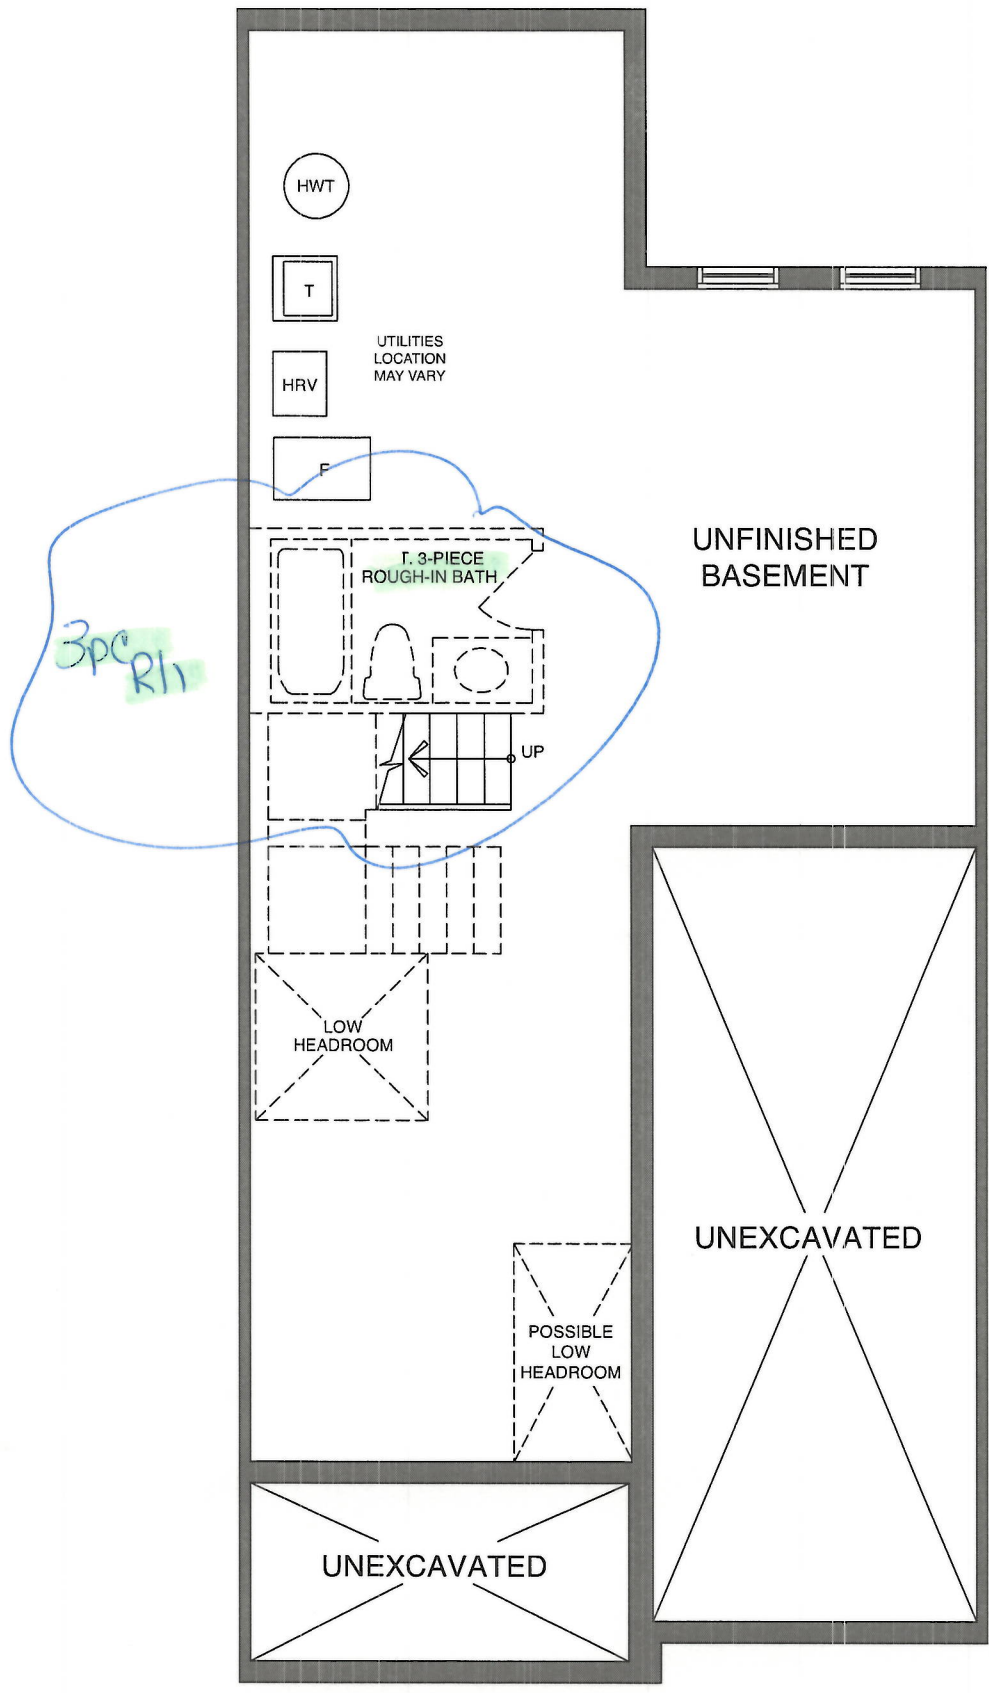 HWT
T
UTILITIES
LOCATION
MAY VARY
HRV
F
UNFINISHED
BASEMENT
T. 3-PIECE
ROUGH-IN BATH
3pc
R/I
UP
LOW
HEADROOM
UNEXCAVATED
POSSIBLE
LOW
HEADROOM
UNEXCAVATED